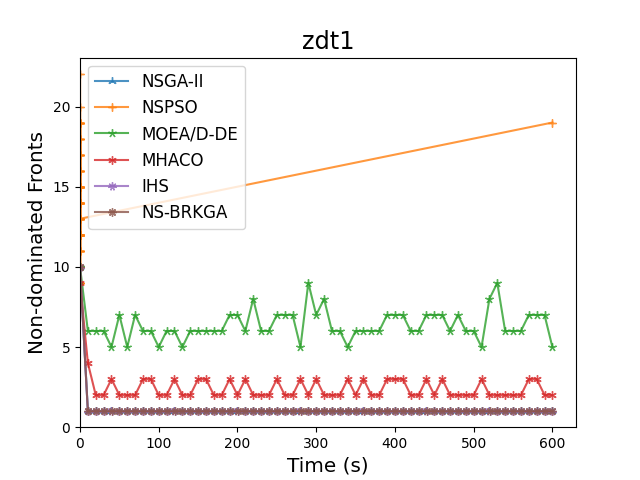 zdt1
Non-dominated Fronts
20
15
10
5
0
NSGA-II
NSPSO
MOEA/D-DE
MHACO
IHS
NS-BRKGA
0 100 200 300 400 500 600
Time (s)